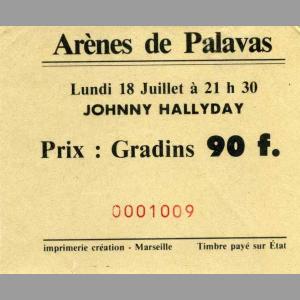 Arènes de Palavas
Lundi 18 Juillet à 21 h 30
JOHNNY HALLYDAY
Prix : Gradins 90 f.
0001009
imprimerie création - Marseille Timbre payé sur État